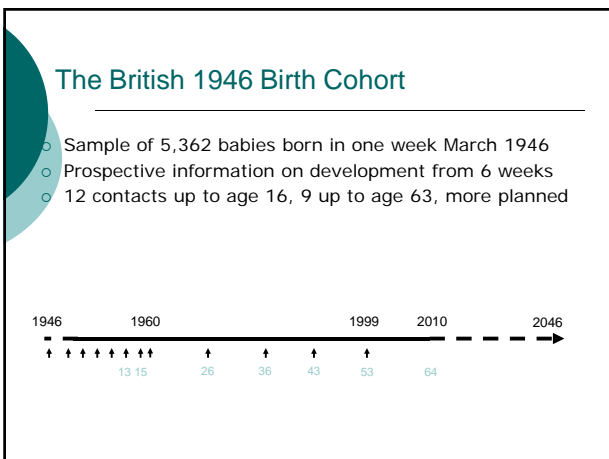 The British 1946 Birth Cohort
Sample of 5,362 babies born in one week March 1946
Prospective information on development from 6 weeks
12 contacts up to age 16, 9 up to age 63, more planned
1946 1960 1999 2010 2046
13 15 26 36 43 53 64